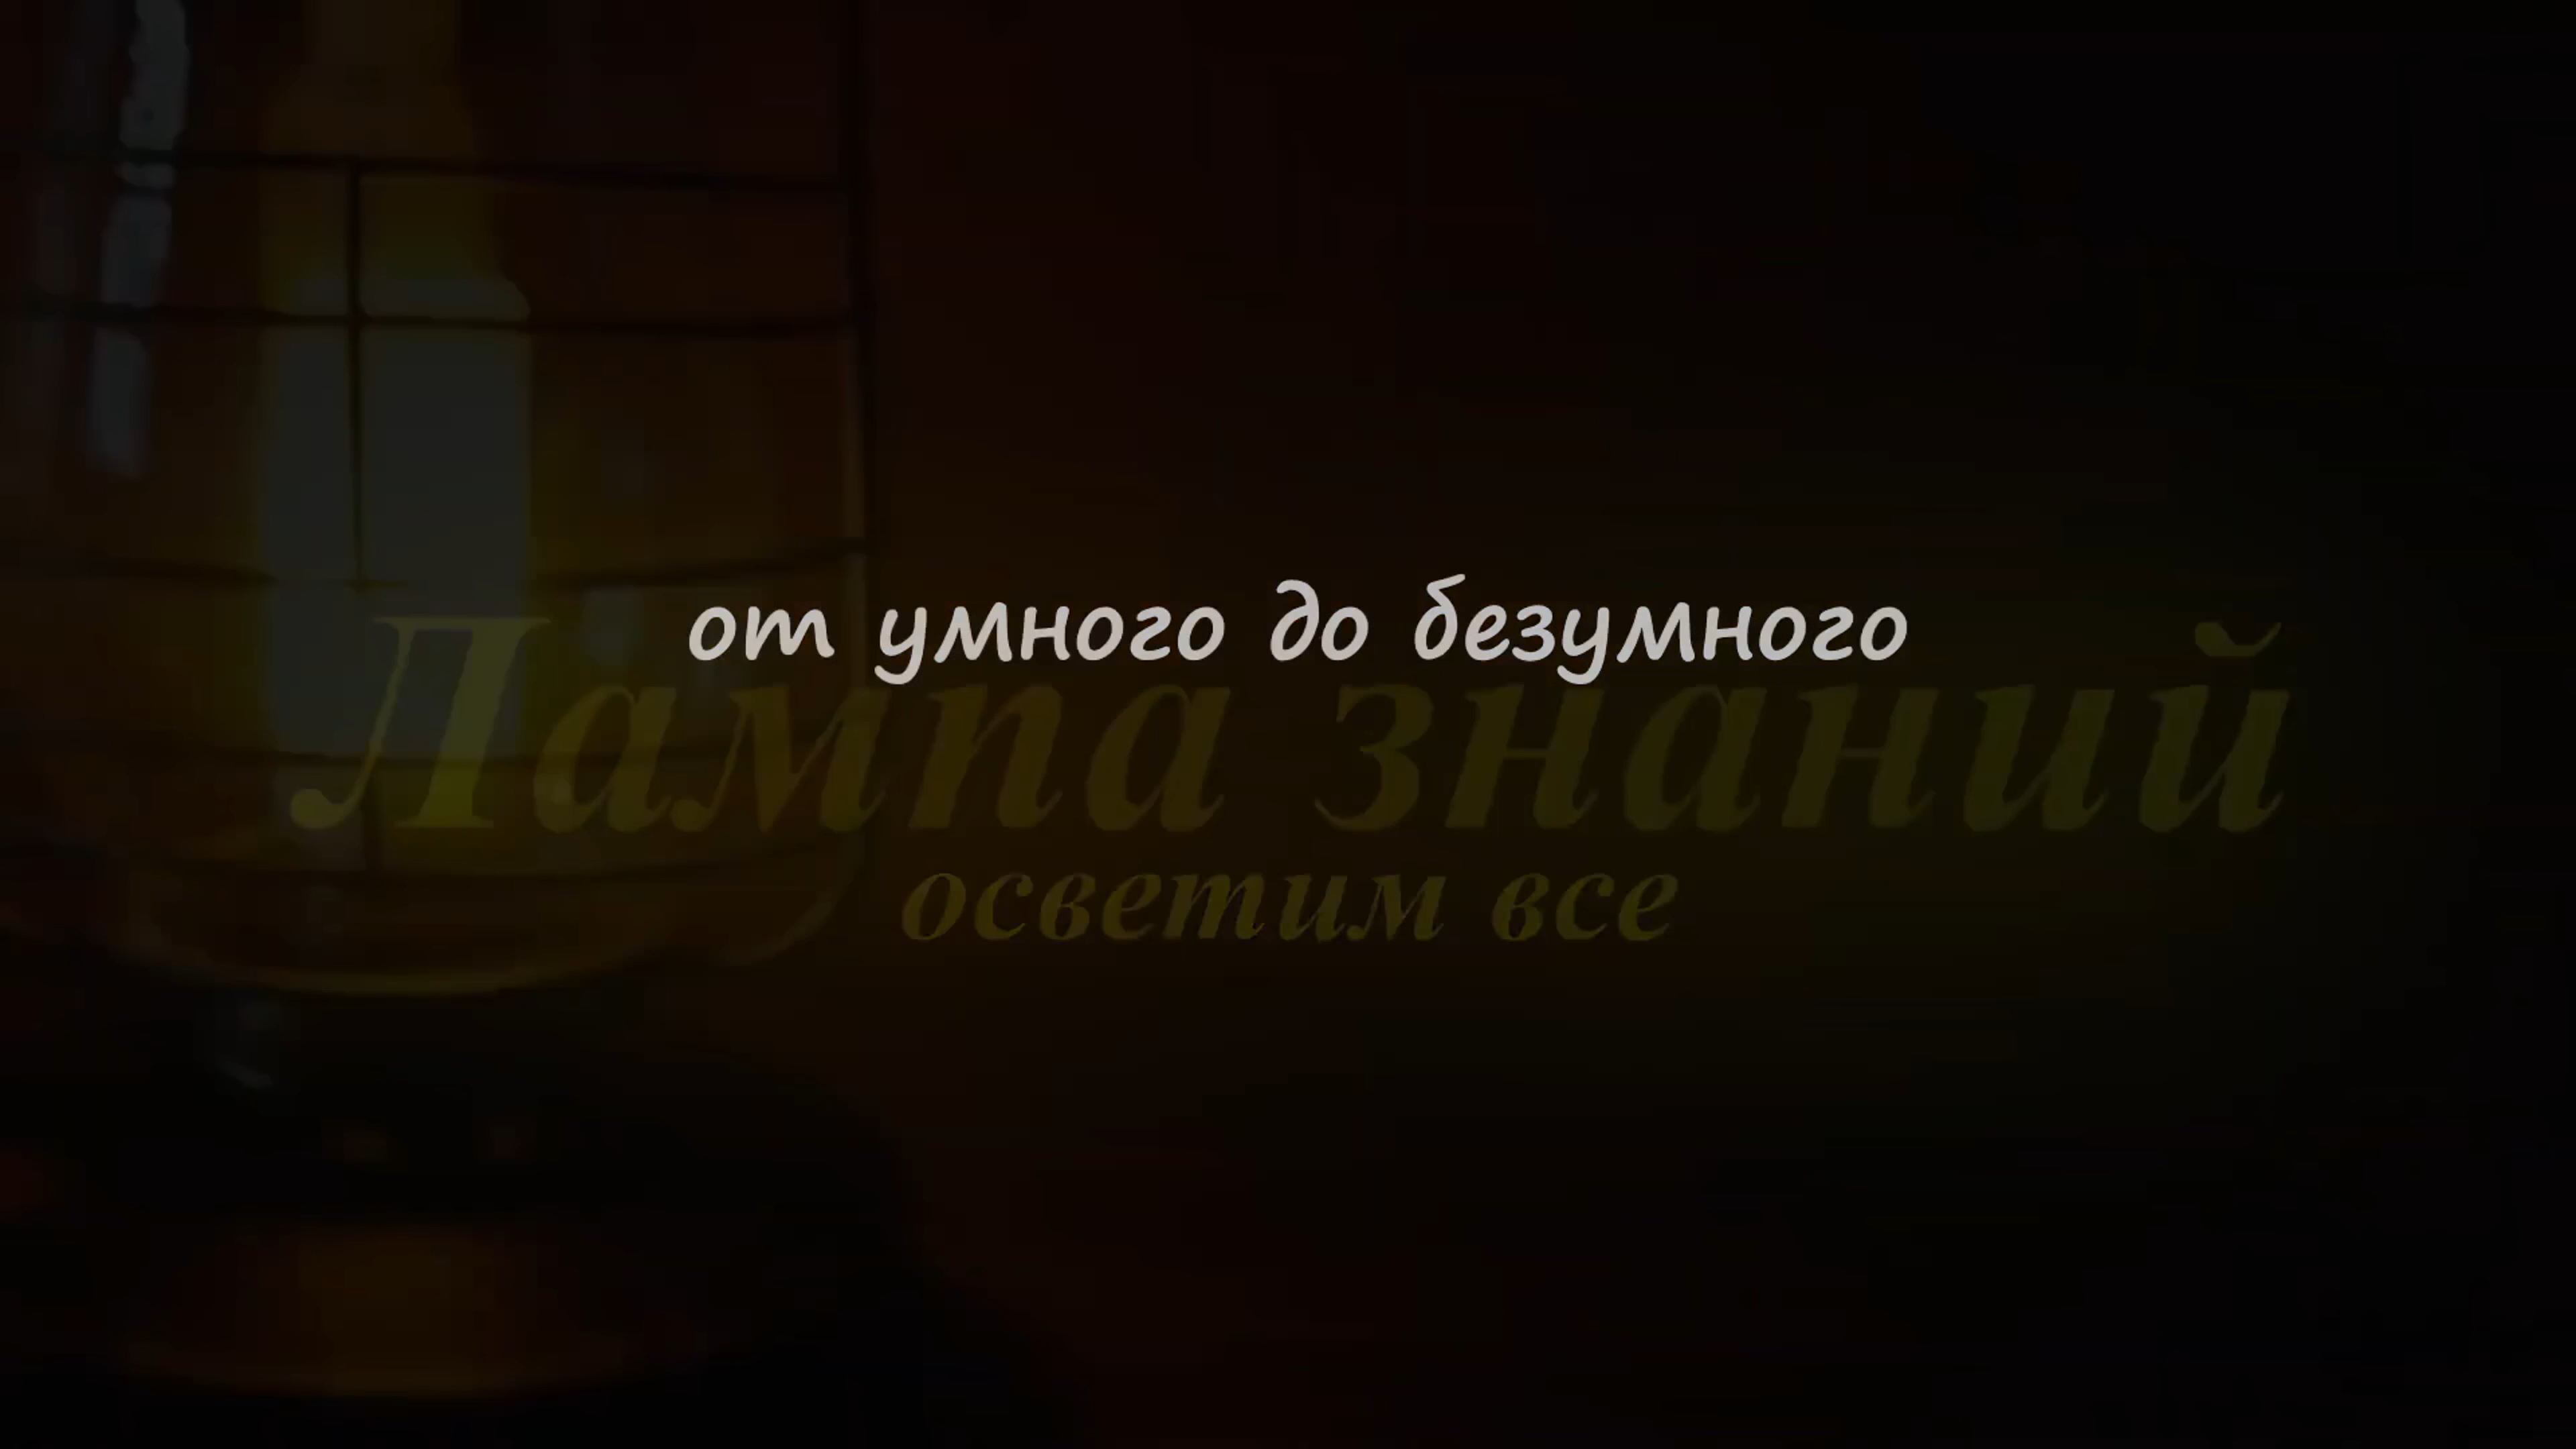 от умного до безумного
Лампа знаний
осветим все